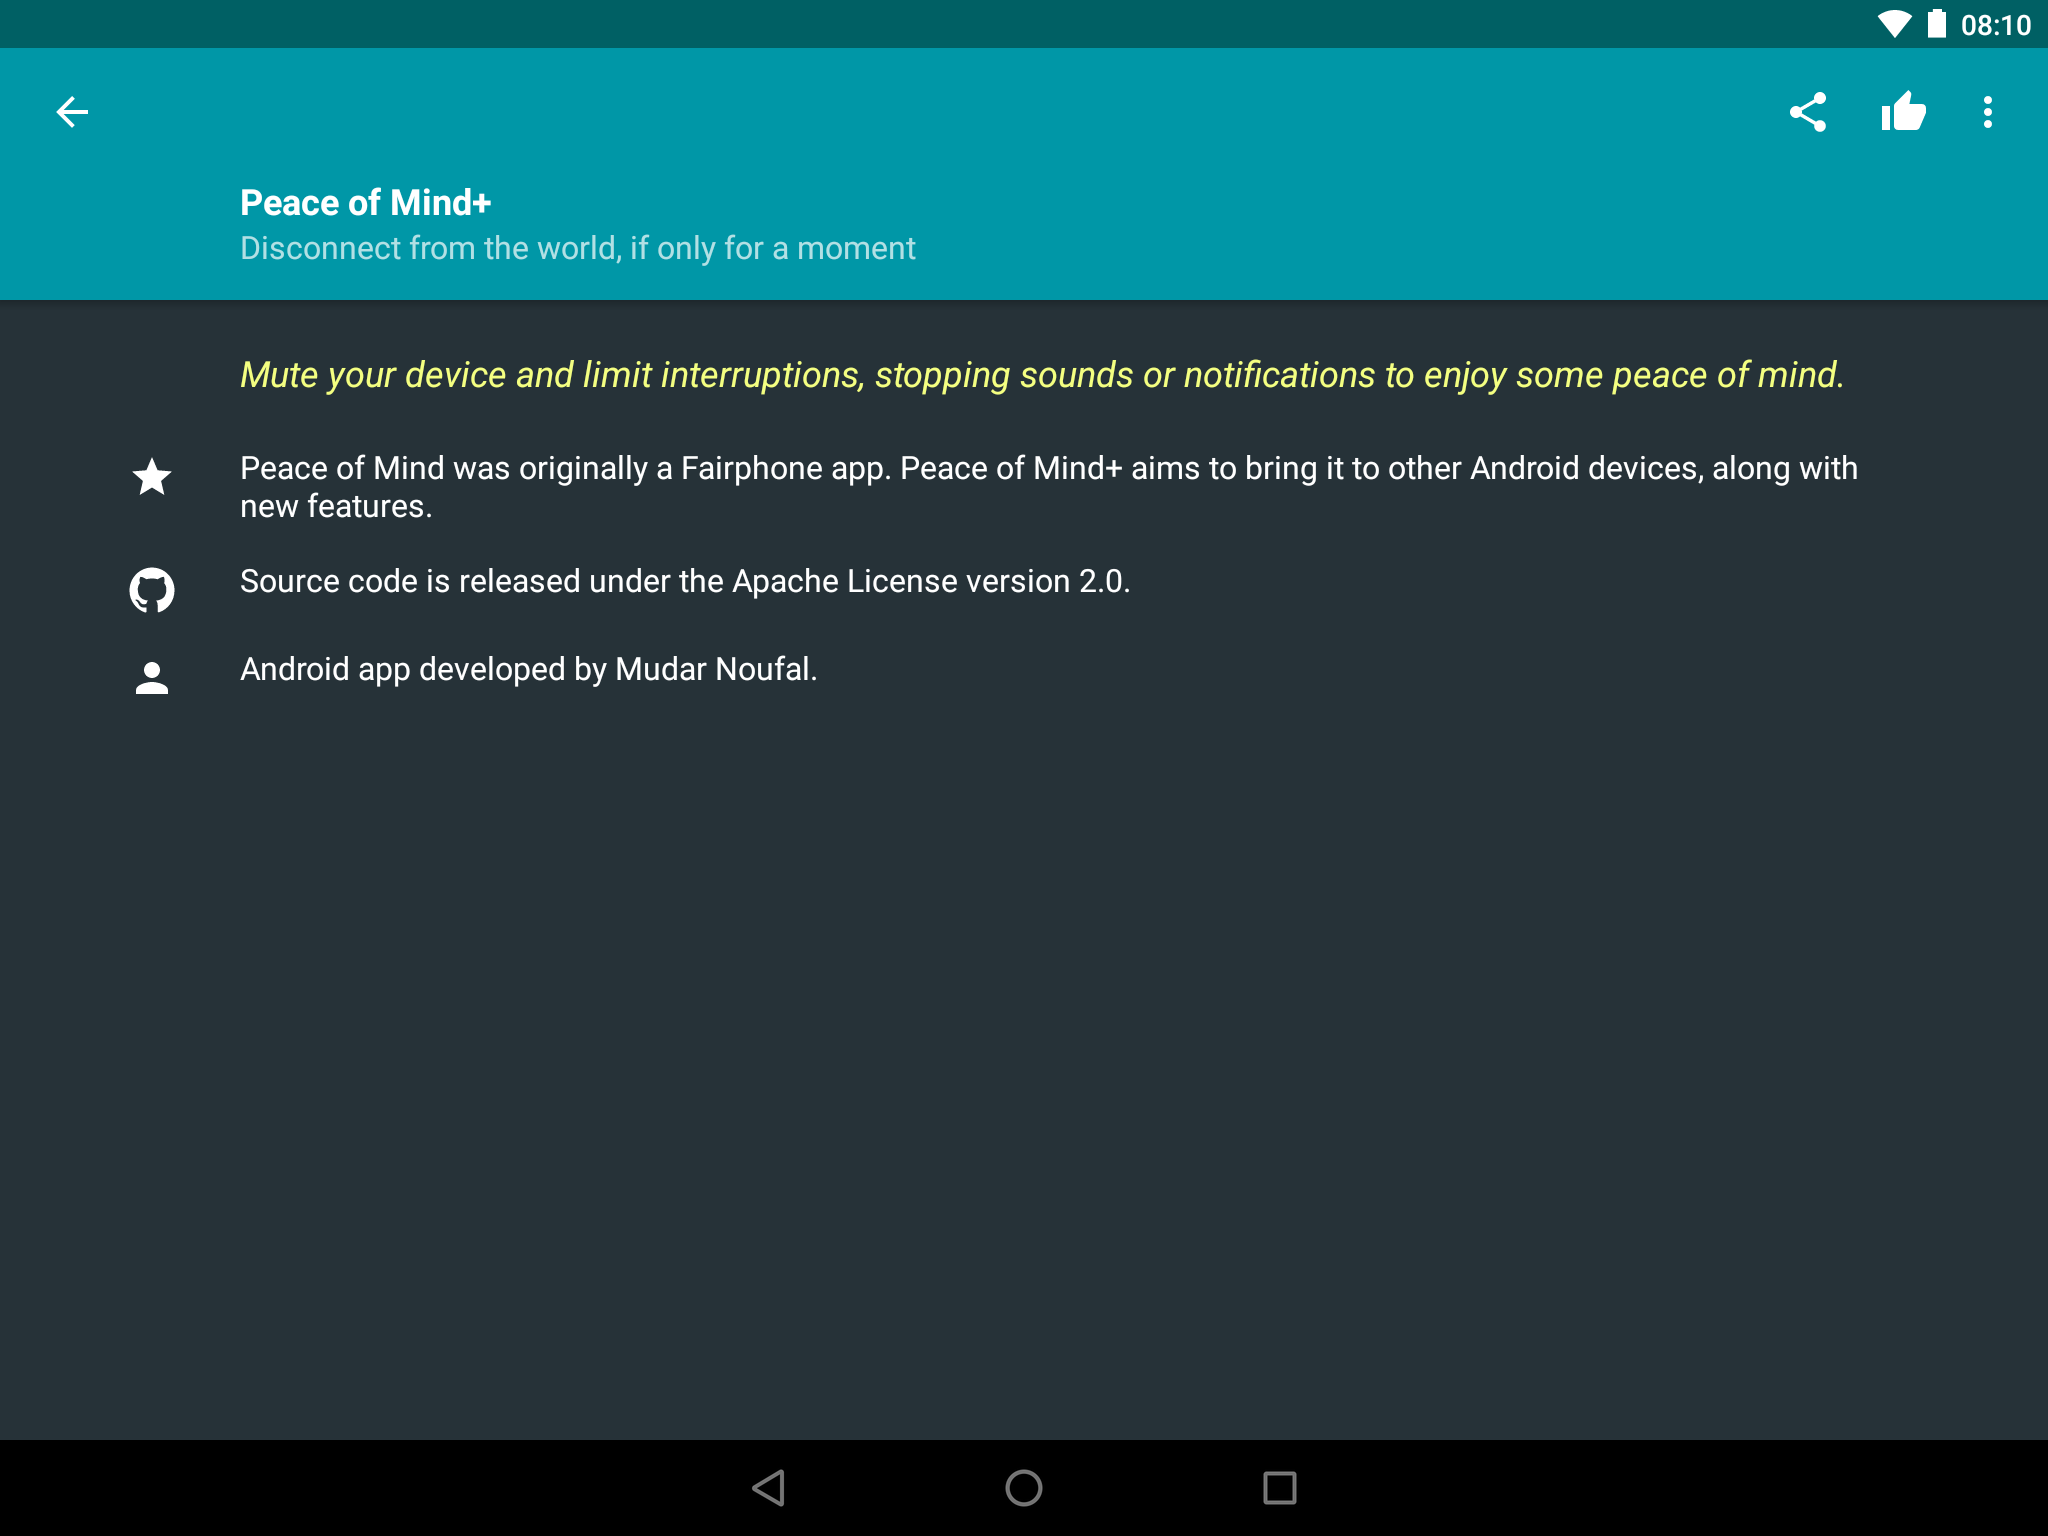 08:10
Peace of Mind+
Disconnect from the world, if only for a moment
Mute your device and limit interruptions, stopping sounds or notifications to enjoy some peace of mind.
Peace of Mind was originally a Fairphone app. Peace of Mind+ aims to bring it to other Android devices, along with
new features.
Source code is released under the Apache License version 2.0.
Android app developed by Mudar Noufal.